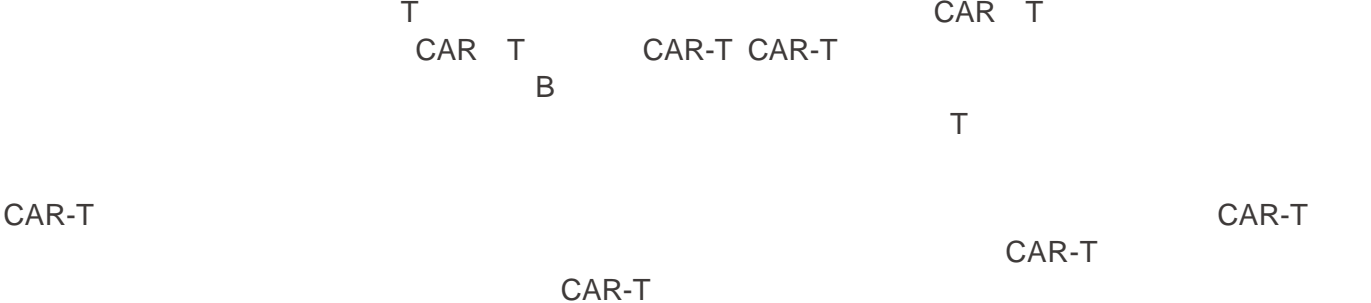 T CAR T
CAR T CAR-T CAR-T
B
T
CAR-T CAR-T
CAR-T
CAR-T